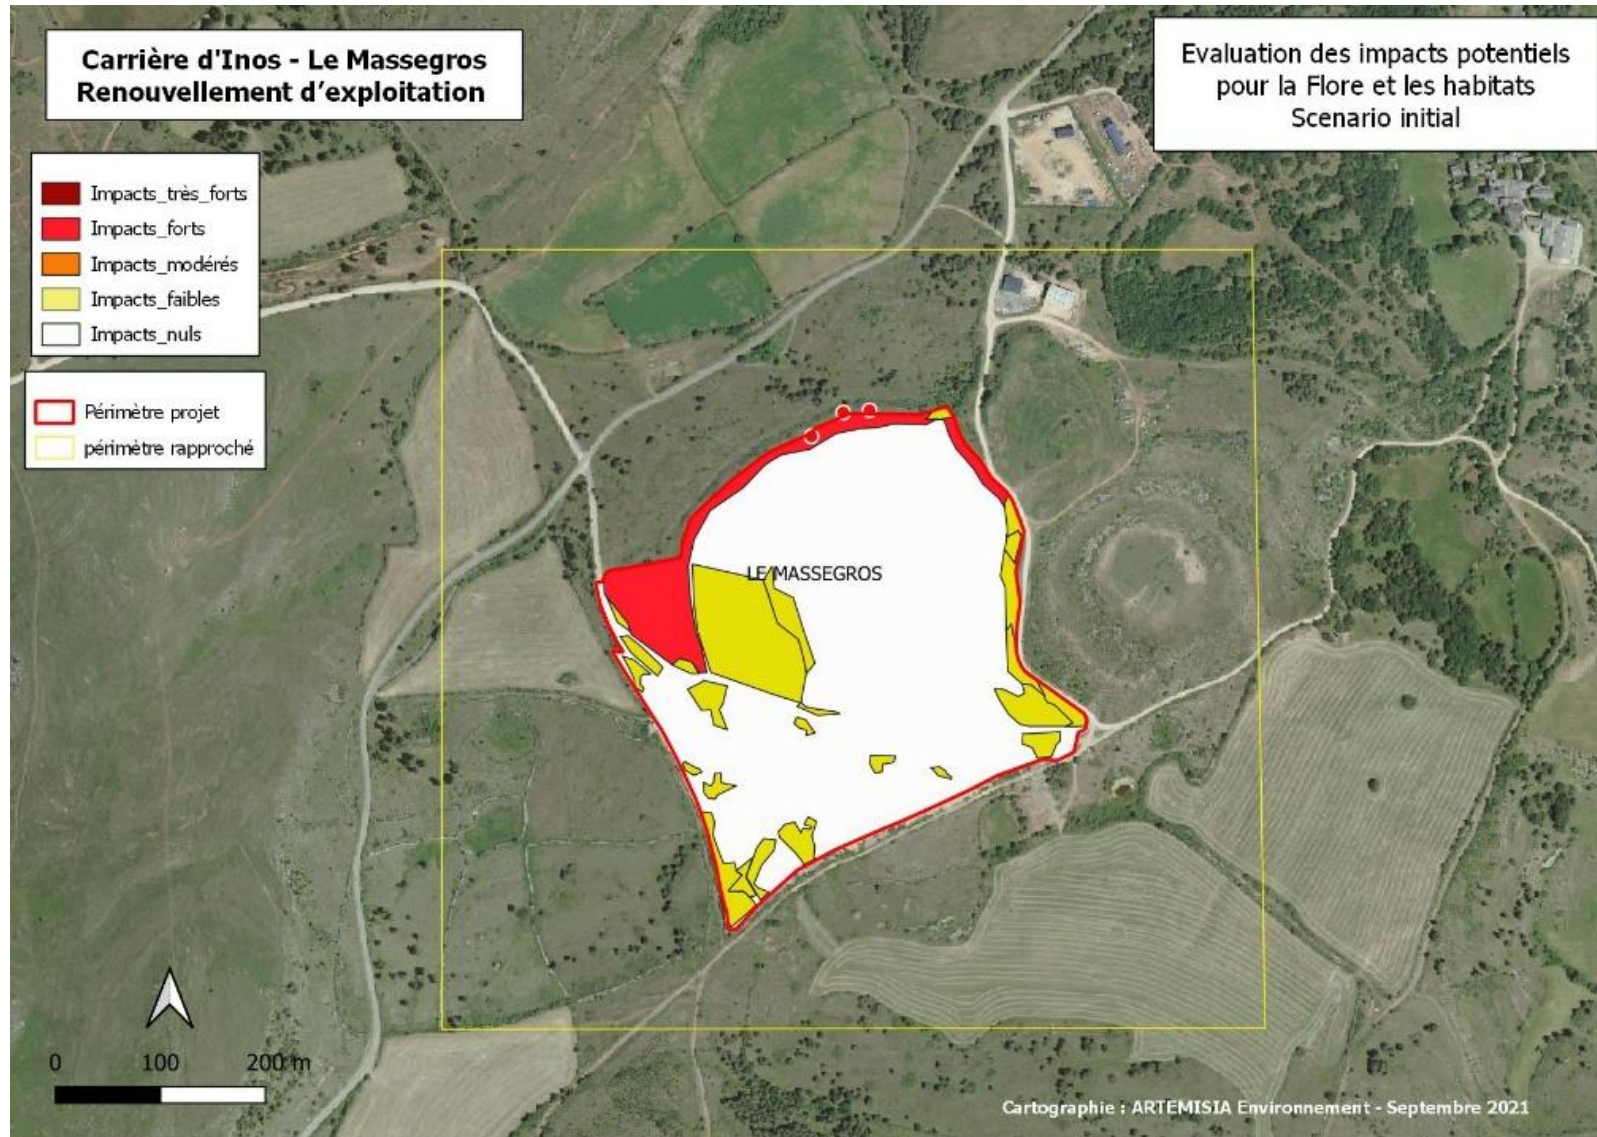 Carrière d'Inos - Le Massegros
Renouvellement d’exploitation
Evaluation des impacts potentiels
pour la Flore et les habitats
Scenario initial
Impacts_très_forts
Impacts_forts
Impacts_modérés
Impacts_faibles
Impacts_nuls
Périmètre projet
périmètre rapproché
LE MASSEGROS
0 100 200 m
Cartographie : ARTEMISIA Environnement - Septembre 2021